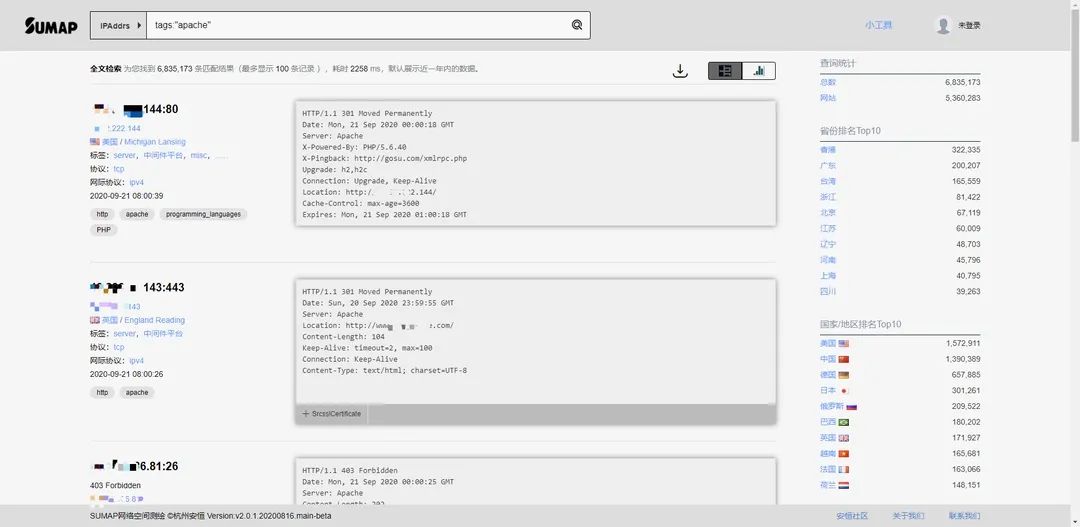 SUMAP
IPAddrs
tags:"apache"
小工具
未登录
全文检索 为您找到 6,835,173 条匹配结果（最多显示 100 条记录），耗时 2258 ms，默认展示近一年内的数据。
144:80
.222.144
美国 / Michigan Lansing
标签：server，中间件平台，misc，......
协议：tcp
网际协议：ipv4
2020-09-21 08:00:39
http
apache
programming_languages
PHP
HTTP/1.1 301 Moved Permanently
Date: Mon, 21 Sep 2020 00:00:18 GMT
Server: Apache
X-Powered-By: PHP/5.6.40
X-Pingback: http://gosu.com/xmlrpc.php
Upgrade: h2,h2c
Connection: Upgrade, Keep-Alive
Location: http: .2.144/
Cache-Control: max-age=3600
Expires: Mon, 21 Sep 2020 01:00:18 GMT
143:443
143
英国 / England Reading
标签：server，中间件平台
协议：tcp
网际协议：ipv4
2020-09-21 08:00:26
http
apache
HTTP/1.1 301 Moved Permanently
Date: Sun, 20 Sep 2020 23:59:55 GMT
Server: Apache
Location: http://www .com/
Content-Length: 104
Keep-Alive: timeout=2, max=100
Connection: Keep-Alive
Content-Type: text/html; charset=UTF-8
SrcsslCertificate
6.81:26
403 Forbidden
HTTP/1.1 403 Forbidden
Date: Mon, 21 Sep 2020 00:00:25 GMT
Server: Apache
Content-Length: 202
查词统计
总数 6,835,173
网站 5,360,283
省份排名Top10
香港 322,335
广东 200,207
台湾 165,559
浙江 81,422
北京 67,119
江苏 60,009
辽宁 48,703
河南 45,796
上海 40,795
四川 39,263
国家/地区排名Top10
美国 1,572,911
中国 1,390,389
德国 657,885
日本 301,261
俄罗斯 209,522
巴西 180,202
英国 171,927
越南 165,681
法国 163,066
荷兰 148,151
SUMAP网络空间测绘 ©杭州安恒 Version:v2.0.1.20200816.main-beta
安恒社区
关于我们
联系我们